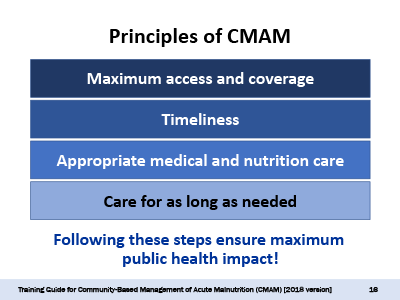 Principles of CMAM
Maximum access and coverage
Timeliness
Appropriate medical and nutrition care
Care for as long as needed
Following these steps ensure maximum
public health impact!
Training Guide for Community-Based Management of Acute Malnutrition (CMAM) [2018 version]
18